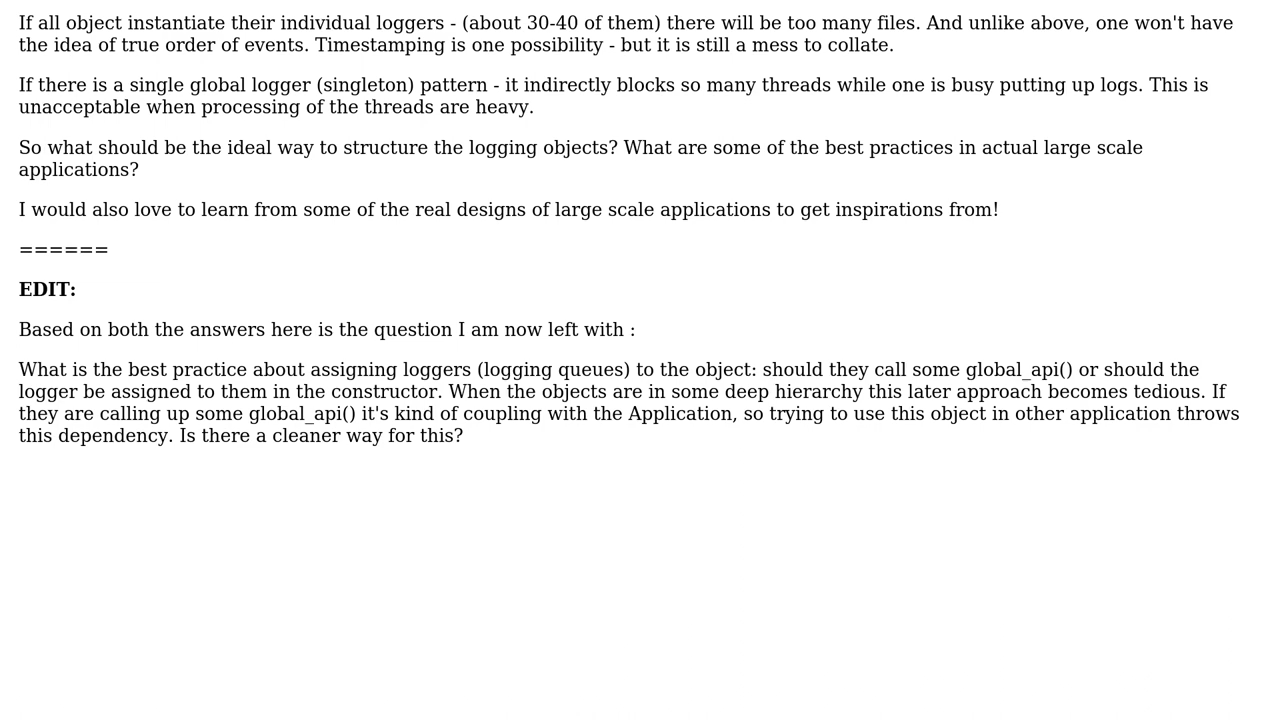 If all object instantiate their individual loggers - (about 30-40 of them) there will be too many files. And unlike above, one won't have
the idea of true order of events. Timestamping is one possibility - but it is still a mess to collate.
If there is a single global logger (singleton) pattern - it indirectly blocks so many threads while one is busy putting up logs. This is
unacceptable when processing of the threads are heavy.
So what should be the ideal way to structure the logging objects? What are some of the best practices in actual large scale
applications?
I would also love to learn from some of the real designs of large scale applications to get inspirations from!
======
EDIT:
Based on both the answers here is the question I am now left with :
What is the best practice about assigning loggers (logging queues) to the object: should they call some global_api() or should the
logger be assigned to them in the constructor. When the objects are in some deep hierarchy this later approach becomes tedious. If
they are calling up some global_api() it's kind of coupling with the Application, so trying to use this object in other application throws
this dependency. Is there a cleaner way for this?